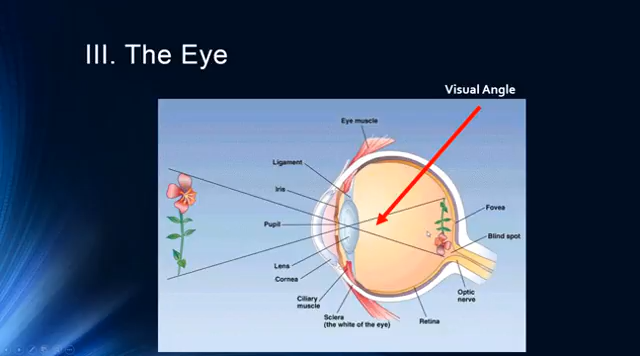 III. The Eye
Visual Angle
Eye muscle
Ligament
Iris
Pupil
Lens
Cornea
Ciliary
muscle
Sclera
(the white of the eye)
Fovea
Blind spot
Optic
nerve
Retina